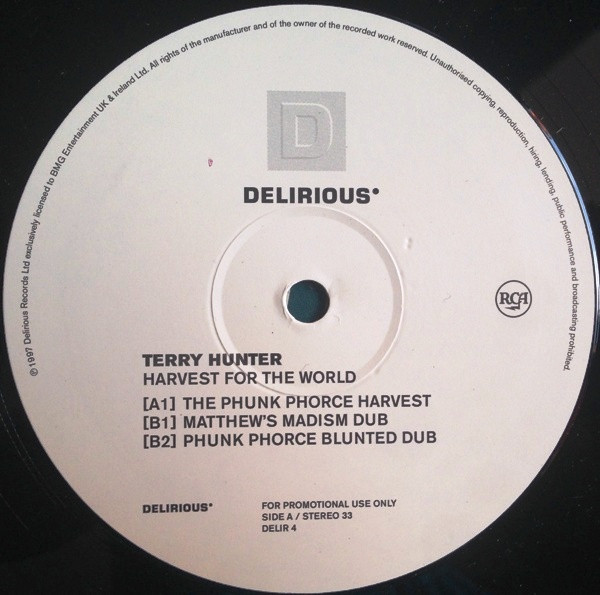 ℗ 1997 Delirious Records Ltd exclusively licensed to BMG Entertainment UK & Ireland Ltd. All rights of the manufacturer and of the owner of the recorded work reserved. Unauthorised copying, reproduction, hiring, lending, public performance and broadcasting prohibited.
D
DELIRIOUS•
RCA
TERRY HUNTER
HARVEST FOR THE WORLD
[A1] THE PHUNK PHORCE HARVEST
[B1] MATTHEW'S MADISM DUB
[B2] PHUNK PHORCE BLUNTED DUB
DELIRIOUS•
FOR PROMOTIONAL USE ONLY
SIDE A / STEREO 33
DELIR 4